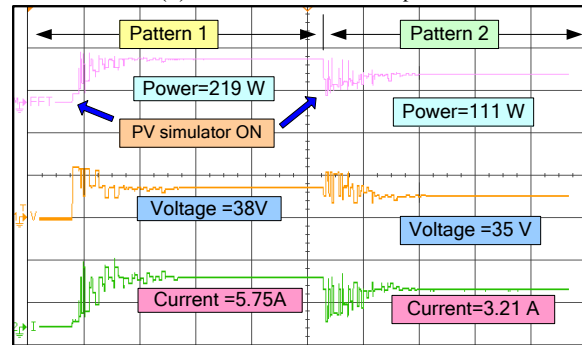 Pattern 1
Pattern 2
Power=219 W
Power=111 W
FFT
PV simulator ON
V
Voltage =38V
Voltage =35 V
Current =5.75A
Current=3.21 A
I